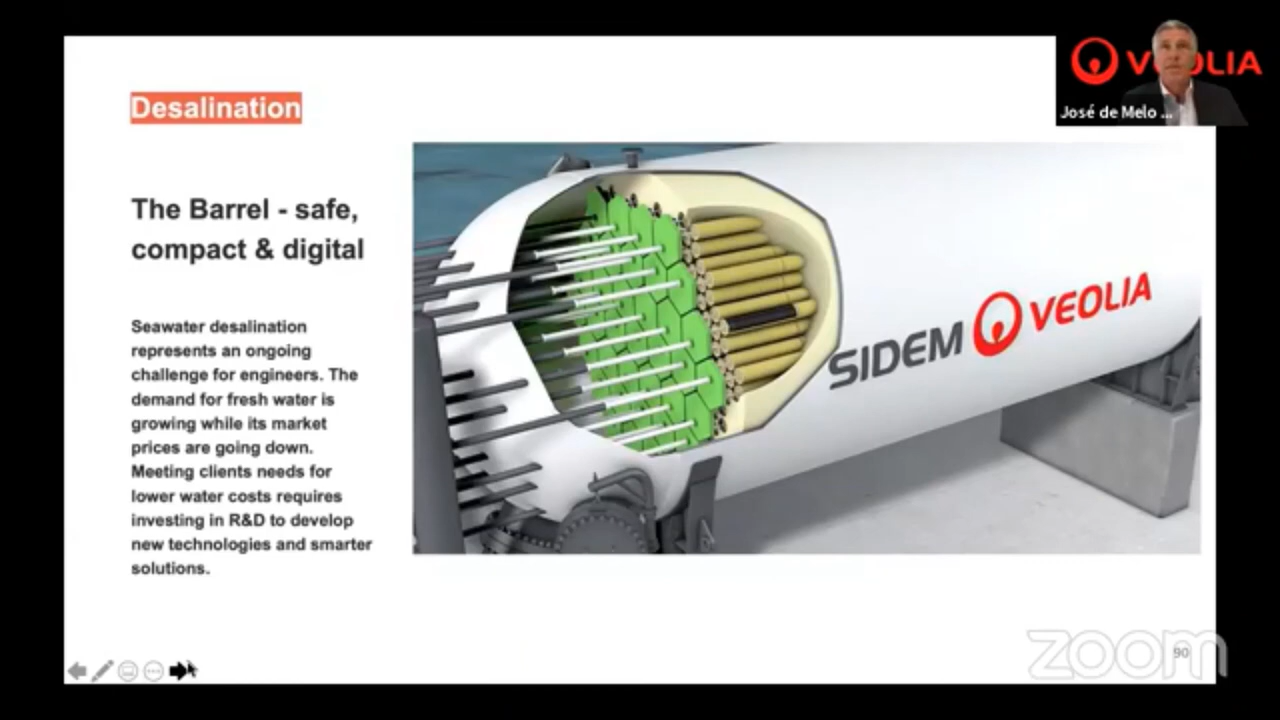 Desalination
The Barrel - safe,
compact & digital
Seawater desalination
represents an ongoing
challenge for engineers. The
demand for fresh water is
growing while its market
prices are going down.
Meeting clients needs for
lower water costs requires
investing in R&D to develop
new technologies and smarter
solutions.
SIDEM VEOLIA
VEOLIA
José de Melo ...
zoom
90